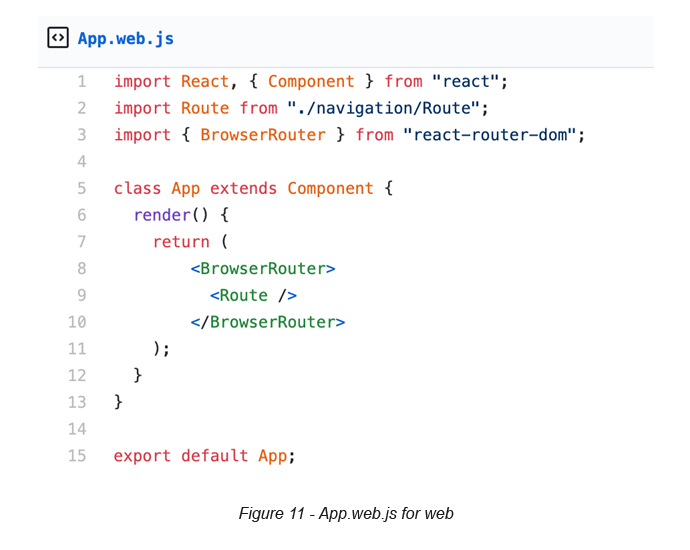 App.web.js
1 import React, { Component } from "react";
2 import Route from "./navigation/Route";
3 import { BrowserRouter } from "react-router-dom";
4
5 class App extends Component {
6   render() {
7     return (
8         <BrowserRouter>
9           <Route />
10         </BrowserRouter>
11     );
12   }
13 }
14
15 export default App;
Figure 11 - App.web.js for web